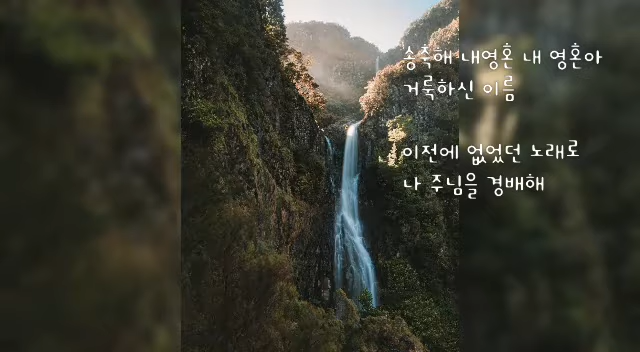 송축해 내영혼 내 영혼아
거룩하신 이름
이전에 없었던 노래로
나 주님을 경배해